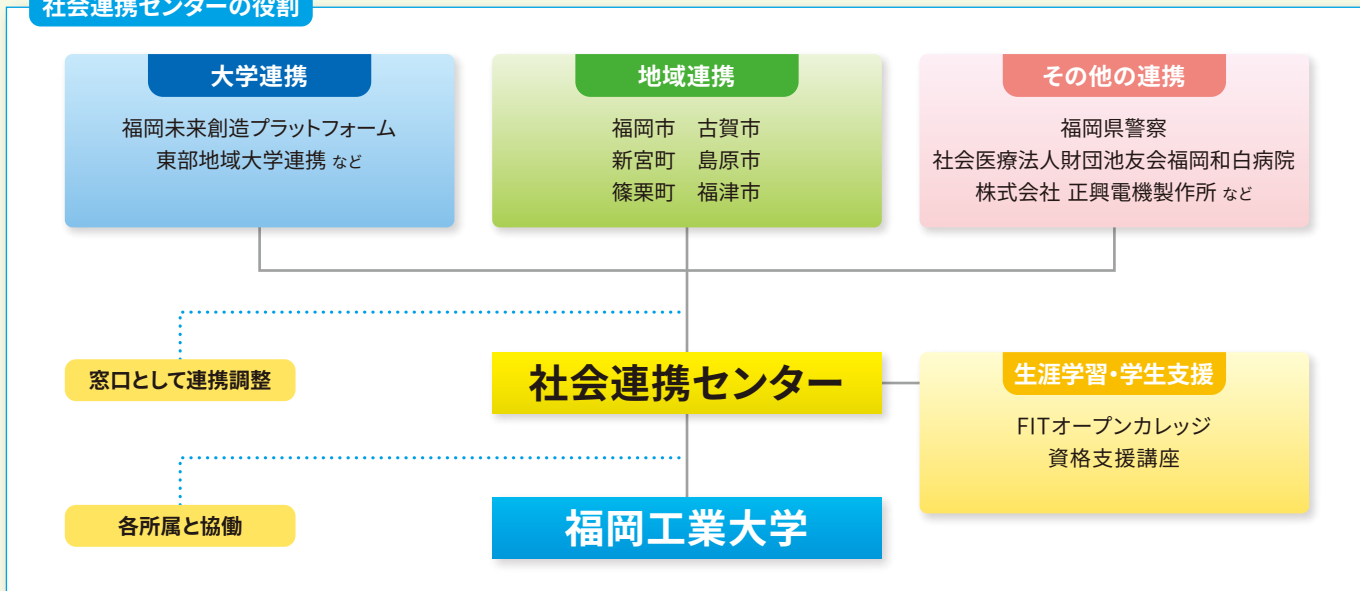 社会連携センターの役割
大学連携
福岡未来創造プラットフォーム
東部地域大学連携 など
地域連携
福岡市 古賀市
新宮町 島原市
篠栗町 福津市
その他の連携
福岡県警察
社会医療法人財団池友会福岡和白病院
株式会社 正興電機製作所 など
窓口として連携調整
社会連携センター
生涯学習・学生支援
FITオープンカレッジ
資格支援講座
各所属と協働
福岡工業大学